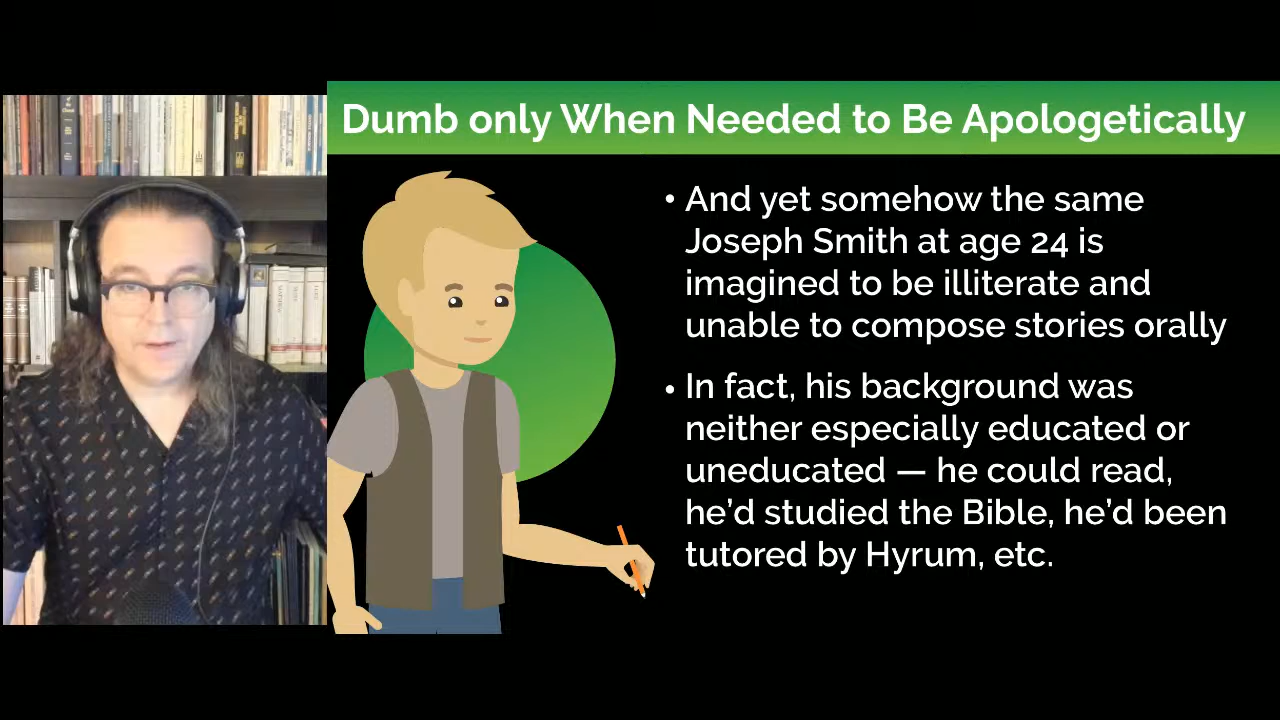 Dumb only When Needed to Be Apologetically
• And yet somehow the same
Joseph Smith at age 24 is
imagined to be illiterate and
unable to compose stories orally
• In fact, his background was
neither especially educated or
uneducated — he could read,
he’d studied the Bible, he’d been
tutored by Hyrum, etc.